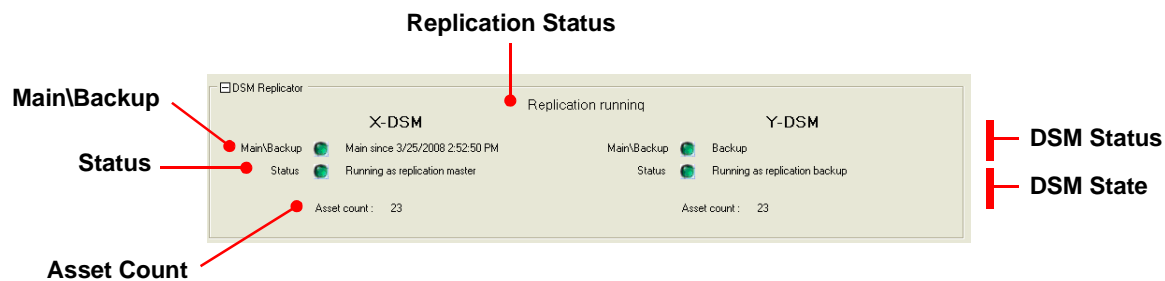 Replication Status
DSM Replicator
Main\Backup
Replication running
X-DSM
Y-DSM
Main\Backup
Main since 3/25/2008 2:52:50 PM
Main\Backup
Backup
DSM Status
Status
Status
Running as replication master
Status
Running as replication backup
DSM State
Asset count : 23
Asset count : 23
Asset Count